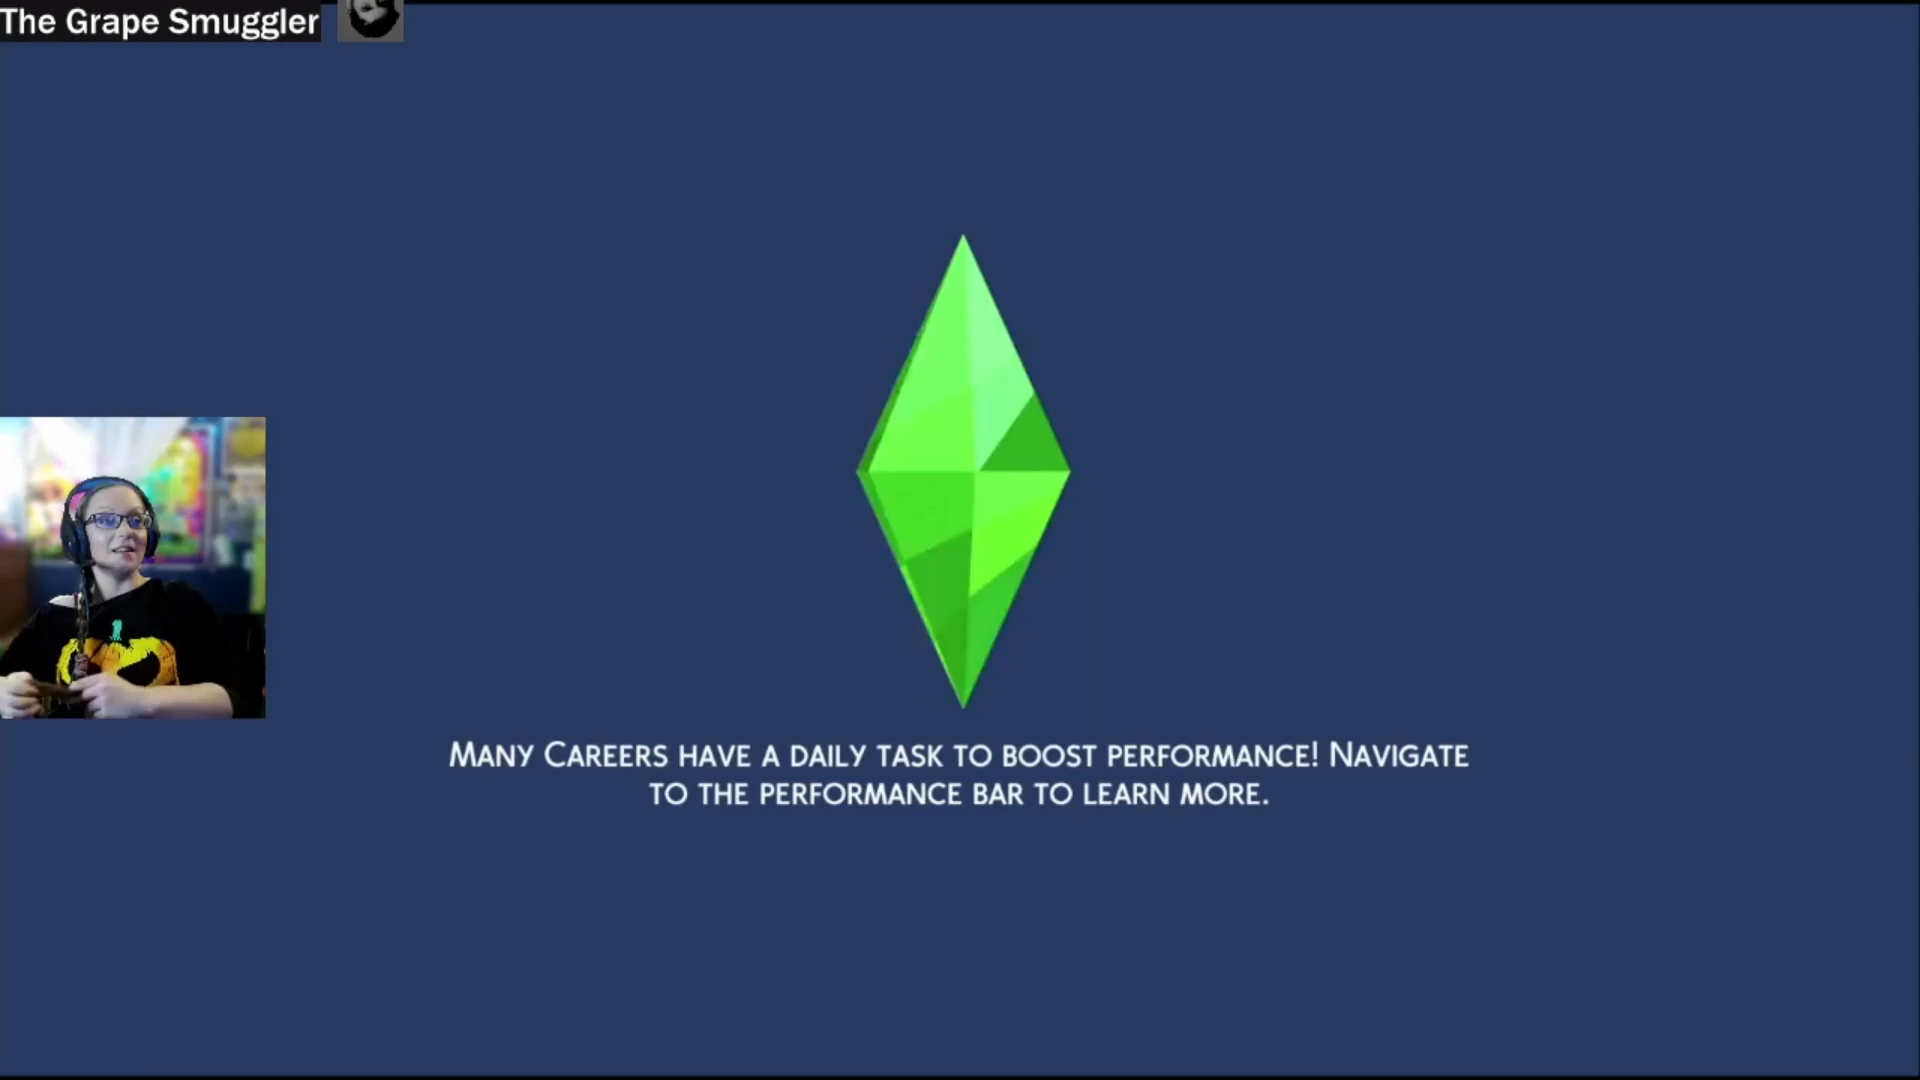 The Grape Smuggler
Many Careers have a daily task to boost performance! Navigate
to the performance bar to learn more.